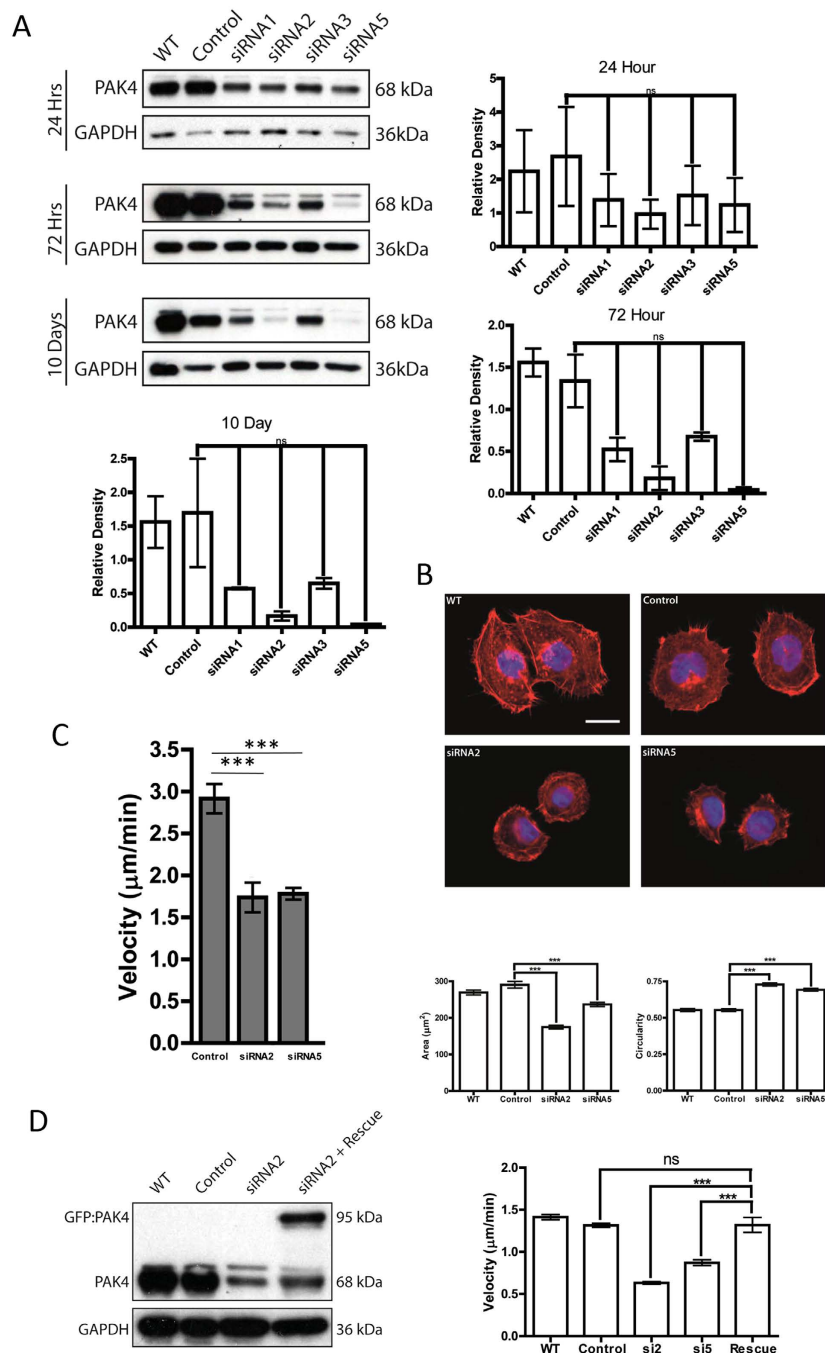 A
WT Control siRNA1 siRNA2 siRNA3 siRNA5
24 Hrs
PAK4 68 kDa
GAPDH 36kDa
72 Hrs
PAK4 68 kDa
GAPDH 36kDa
10 Days
PAK4 68 kDa
GAPDH 36kDa
24 Hour
Relative Density
5
4
3
2
1
0
ns
WT Control siRNA1 siRNA2 siRNA3 siRNA5
72 Hour
Relative Density
1.5
1.0
0.5
0.0
ns
WT Control siRNA1 siRNA2 siRNA3 siRNA5
10 Day
Relative Density
2.5
2.0
1.5
1.0
0.5
0.0
ns
WT Control siRNA1 siRNA2 siRNA3 siRNA5
B
WT
Control
siRNA2
siRNA5
Area (µm²)
300
200
100
0
***
***
WT Control siRNA2 siRNA5
Circularity
0.75
0.50
0.25
0.00
***
***
WT Control siRNA2 siRNA5
C
Velocity (µm/min)
3.5
3.0
2.5
2.0
1.5
1.0
0.5
0.0
***
***
Control siRNA2 siRNA5
D
WT Control siRNA2 siRNA2 + Rescue
GFP:PAK4 95 kDa
PAK4 68 kDa
GAPDH 36 kDa
Velocity (µm/min)
2.0
1.5
1.0
0.5
0.0
ns
***
***
WT Control si2 si5 Rescue